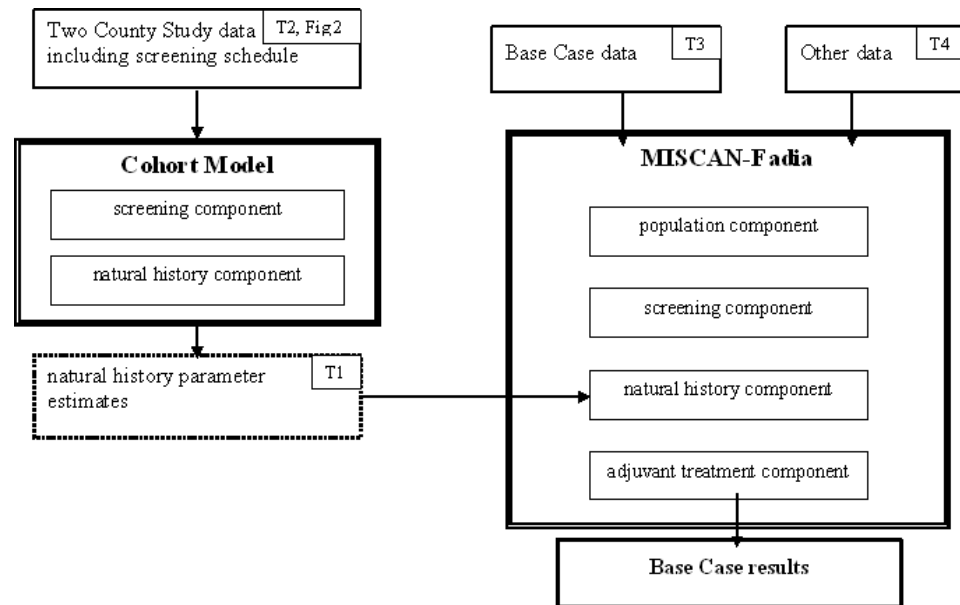 Two County Study data
including screening schedule
T2, Fig2
Base Case data
T3
Other data
T4
Cohort Model
screening component
natural history component
MISCAN-Fadia
population component
screening component
natural history component
adjuvant treatment component
natural history parameter
estimates
T1
Base Case results